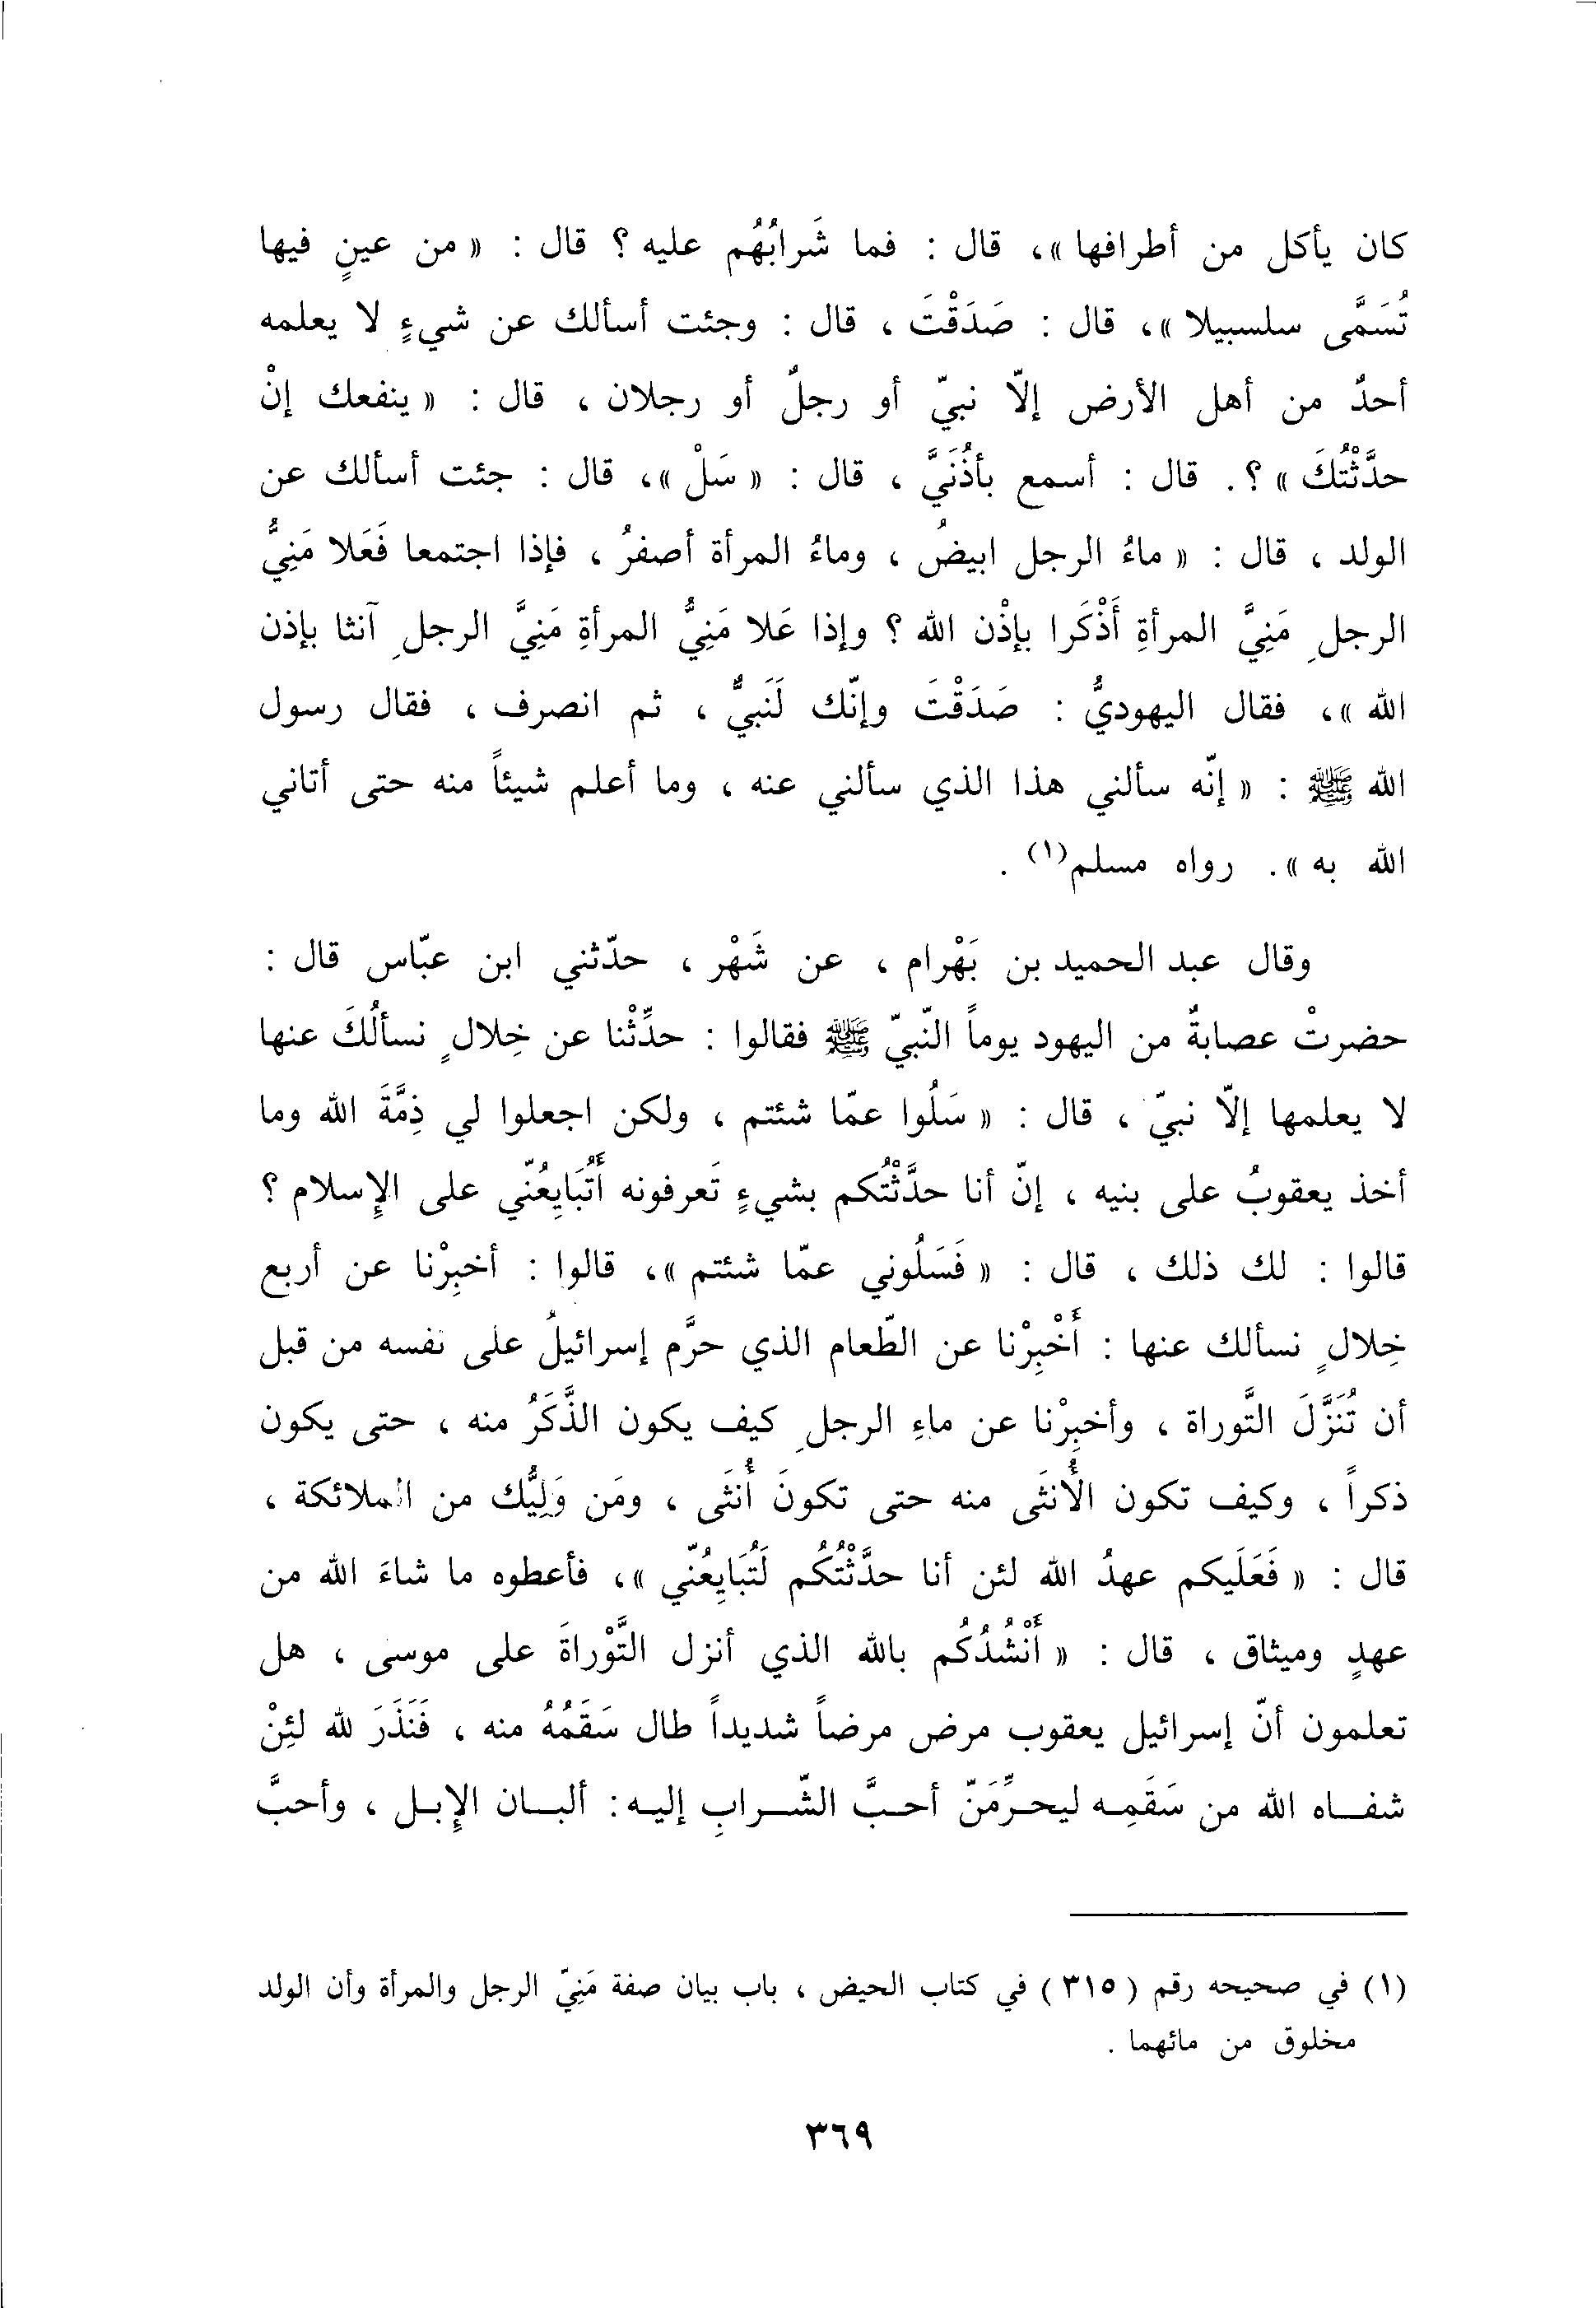 كان يأكل من أطرافها »، قال : فما شَرابُهُم عليه ؟ قال : « من عينٍ فيها
تُسَمَّى سلسبيلا »، قال : صَدَقْتَ ، قال : وجئت أسألك عن شيءٍ لا يعلمه
أحدٌ من أهل الأرض إلاّ نبيّ أو رجلٌ أو رجلان ، قال : « ينفعك إنْ
حدَّثْتُكَ » ؟. قال : أسمع بأذُنَيَّ ، قال : « سَلْ »، قال : جئت أسألك عن
الولد ، قال : « ماءُ الرجل ابيضُ ، وماءُ المرأة أصفرُ ، فإذا اجتمعا فَعَلا مَنِيُّ
الرجلِ مَنِيَّ المرأةِ أَذْكَرا بإذْن الله ؟ وإذا عَلا مَنِيُّ المرأةِ مَنِيَّ الرجلِ آنثا بإذن
الله »، فقال اليهوديُّ : صَدَقْتَ وإنّك لَنَبيٌّ ، ثم انصرف ، فقال رسول
الله ﷺ : « إنّه سألني هذا الذي سألني عنه ، وما أعلم شيئاً منه حتى أتاني
الله به ». رواه مسلم(١) .
وقال عبد الحميد بن بَهْرام ، عن شَهْر ، حدّثني ابن عبّاس قال :
حضرتْ عصابةٌ من اليهود يوماً النّبيّ ﷺ فقالوا : حدِّثْنا عن خِلالٍ نسألُكَ عنها
لا يعلمها إلاّ نبيّ ، قال : « سَلُوا عمّا شئتم ، ولكن اجعلوا لي ذِمَّةَ الله وما
أخذ يعقوبُ على بنيه ، إنّ أنا حدَّثْتُكم بشيءٍ تَعرفونه أَتُبَايِعُنّي على الإسلام ؟
قالوا : لك ذلك ، قال : « فَسَلُوني عمّا شئتم »، قالوا : أخبِرْنا عن أربع
خِلالٍ نسألك عنها : أَخْبِرْنا عن الطّعام الذي حرَّم إسرائيلُ على نفسه من قبل
أن تُنَزَّلَ التَّوراة ، وأخبِرْنا عن ماءِ الرجلِ كيف يكون الذَّكَرُ منه ، حتى يكون
ذكراً ، وكيف تكون الأُنثَى منه حتى تكونَ أُنثَى ، ومَن وَلِيُّك من الملائكة ،
قال : « فَعَلَيكم عهدُ الله لئن أنا حدَّثْتُكُم لَتُبَايِعُنّي »، فأعطوه ما شاءَ الله من
عهدٍ وميثاق ، قال : « أَنْشُدُكُم بالله الذي أنزل التَّوْراةَ على موسى ، هل
تعلمون أنّ إسرائيل يعقوب مرض مرضاً شديداً طال سَقَمُهُ منه ، فَنَذَرَ لله لئِنْ
شفــاه الله من سَقَمِــه ليحــرِّمَنّ أحــبَّ الشّــرابِ إليــه: ألبــان الإبــل ، وأحبَّ
(١) في صحيحه رقم ( ٣١٥ ) في كتاب الحيض ، باب بيان صفة مَنِيّ الرجل والمرأة وأن الولد
مخلوق من مائهما .
٣٦٩